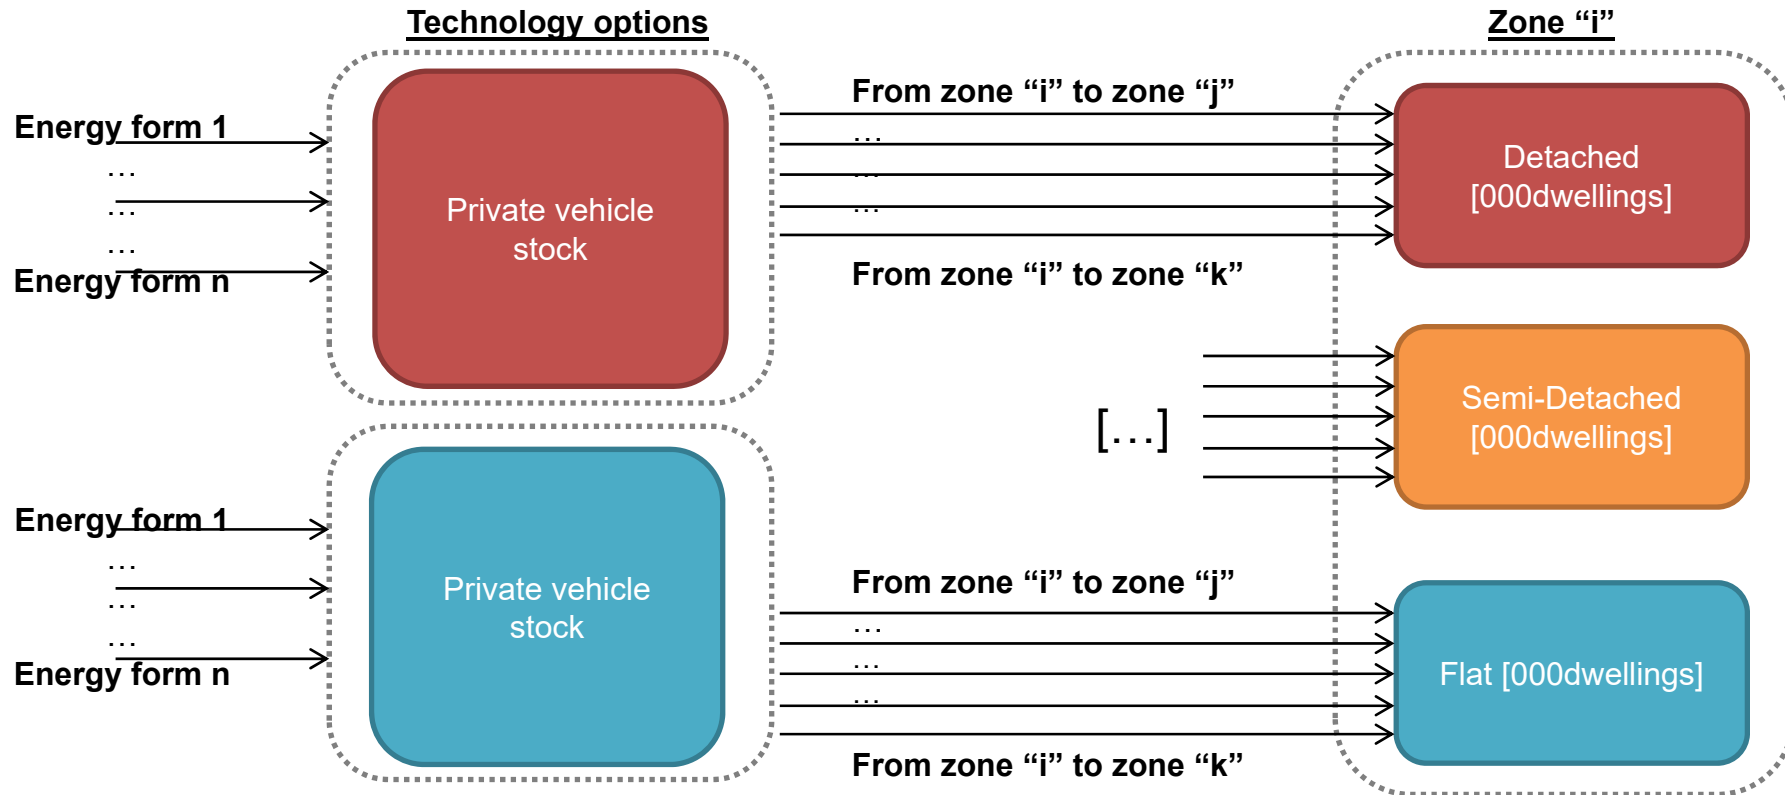 Technology options
Zone “i”
Energy form 1
…
…
…
Energy form n
Private vehicle
stock
From zone “i” to zone “j”
…
…
…
From zone “i” to zone “k”
Detached
[000dwellings]
[…]
Semi-Detached
[000dwellings]
Energy form 1
…
…
…
Energy form n
Private vehicle
stock
From zone “i” to zone “j”
…
…
…
From zone “i” to zone “k”
Flat [000dwellings]